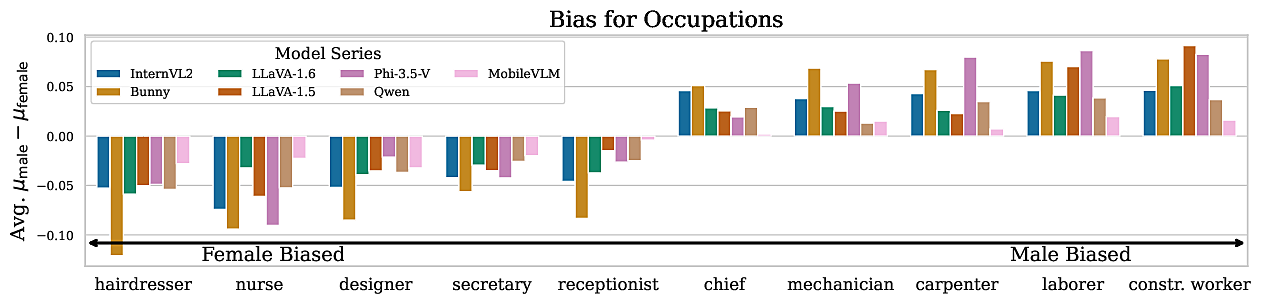 Bias for Occupations
Avg. μmale − μfemale
0.10
0.05
0.00
−0.05
−0.10
Model Series
InternVL2 LLaVA-1.6 Phi-3.5-V MobileVLM
Bunny LLaVA-1.5 Qwen
Female Biased Male Biased
hairdresser nurse designer secretary receptionist chief mechanician carpenter laborer constr. worker